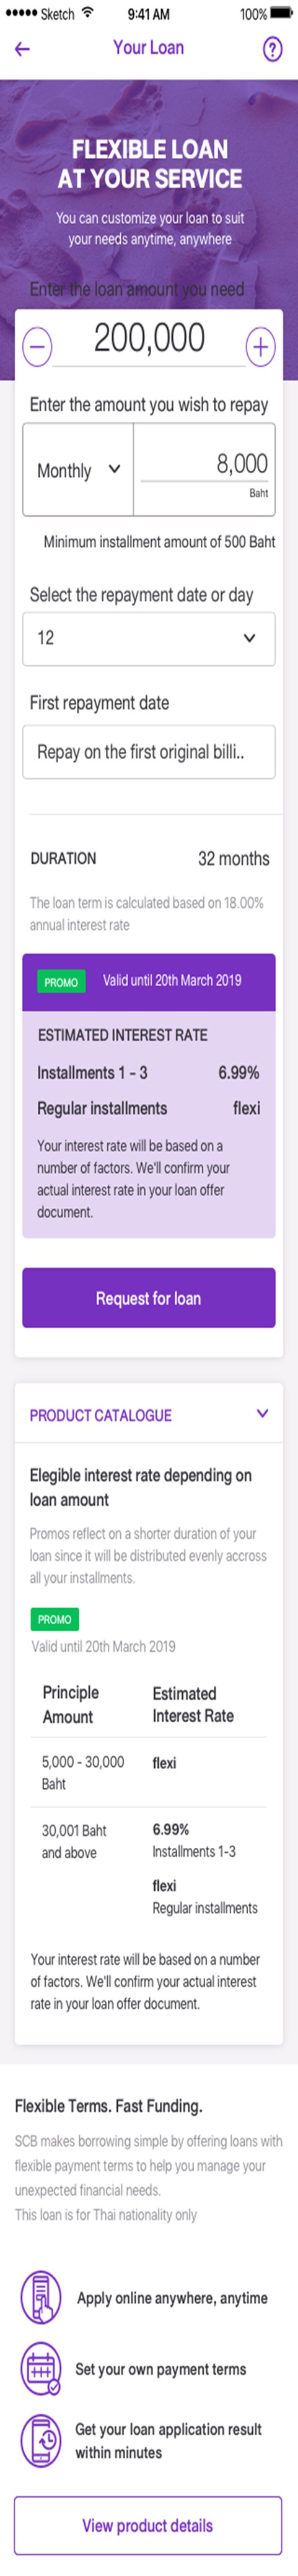 Sketch 9:41 AM 100%
Your Loan ?
FLEXIBLE LOAN
AT YOUR SERVICE
You can customize your loan to suit
your needs anytime, anywhere
Enter the loan amount you need
− 200,000 +
Enter the amount you wish to repay
Monthly 8,000
Baht
Minimum installment amount of 500 Baht
Select the repayment date or day
12
First repayment date
Repay on the first original billi..
DURATION 32 months
The loan term is calculated based on 18.00%
annual interest rate
PROMO Valid until 20th March 2019
ESTIMATED INTEREST RATE
Installments 1 - 3 6.99%
Regular installments flexi
Your interest rate will be based on a
number of factors. We'll confirm your
actual interest rate in your loan offer
document.
Request for loan
PRODUCT CATALOGUE
Elegible interest rate depending on
loan amount
Promos reflect on a shorter duration of your
loan since it will be distributed evenly accross
all your installments.
PROMO
Valid until 20th March 2019
Principle Estimated
Amount Interest Rate
5,000 - 30,000 flexi
Baht
30,001 Baht 6.99%
and above Installments 1-3
flexi
Regular installments
Your interest rate will be based on a number
of factors. We'll confirm your actual interest
rate in your loan offer document.
Flexible Terms. Fast Funding.
SCB makes borrowing simple by offering loans with
flexible payment terms to help you manage your
unexpected financial needs.
This loan is for Thai nationality only
Apply online anywhere, anytime
Set your own payment terms
Get your loan application result
within minutes
View product details